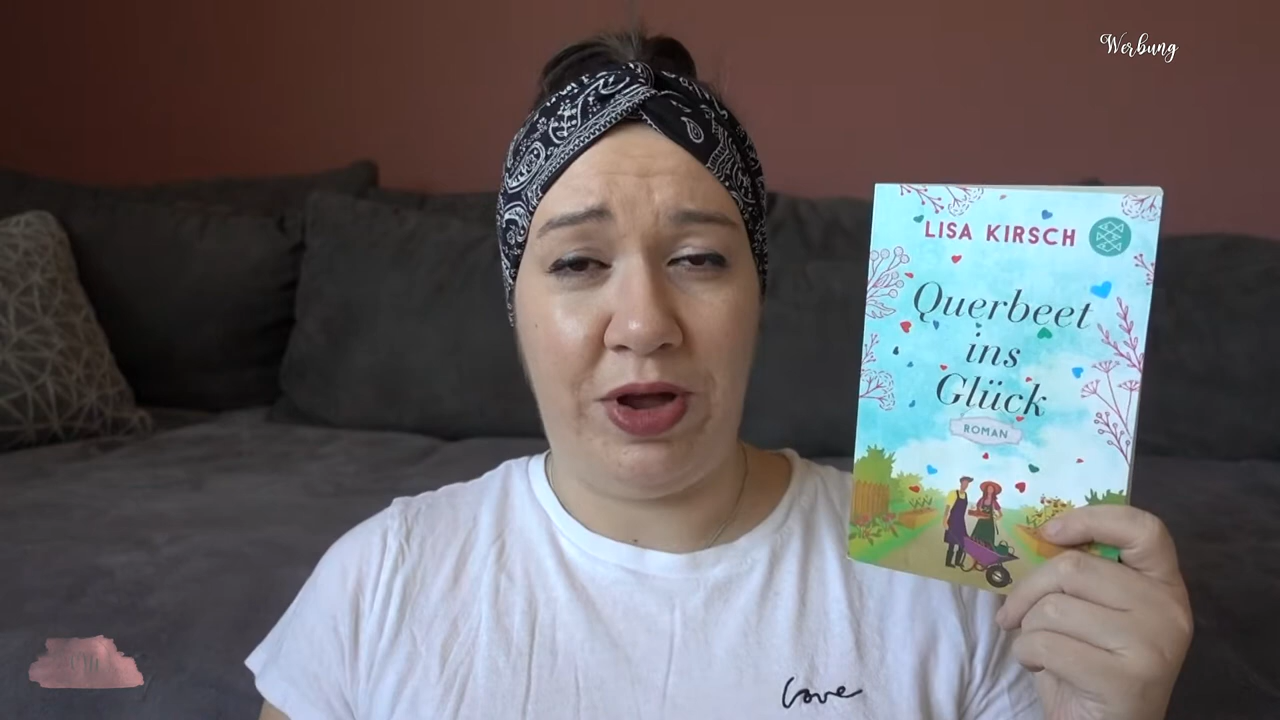 Werbung
LISA KIRSCH
Querbeet
ins
Glück
ROMAN
love